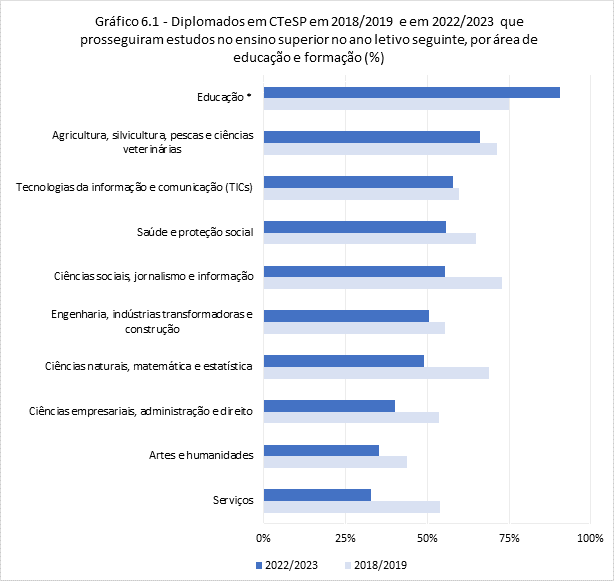 Gráfico 6.1 - Diplomados em CTeSP em 2018/2019 e em 2022/2023 que
prosseguiram estudos no ensino superior no ano letivo seguinte, por área de
educação e formação (%)
Educação *
Agricultura, silvicultura, pescas e ciências
veterinárias
Tecnologias da informação e comunicação (TICs)
Saúde e proteção social
Ciências sociais, jornalismo e informação
Engenharia, indústrias transformadoras e
construção
Ciências naturais, matemática e estatística
Ciências empresariais, administração e direito
Artes e humanidades
Serviços
0% 25% 50% 75% 100%
2022/2023 2018/2019